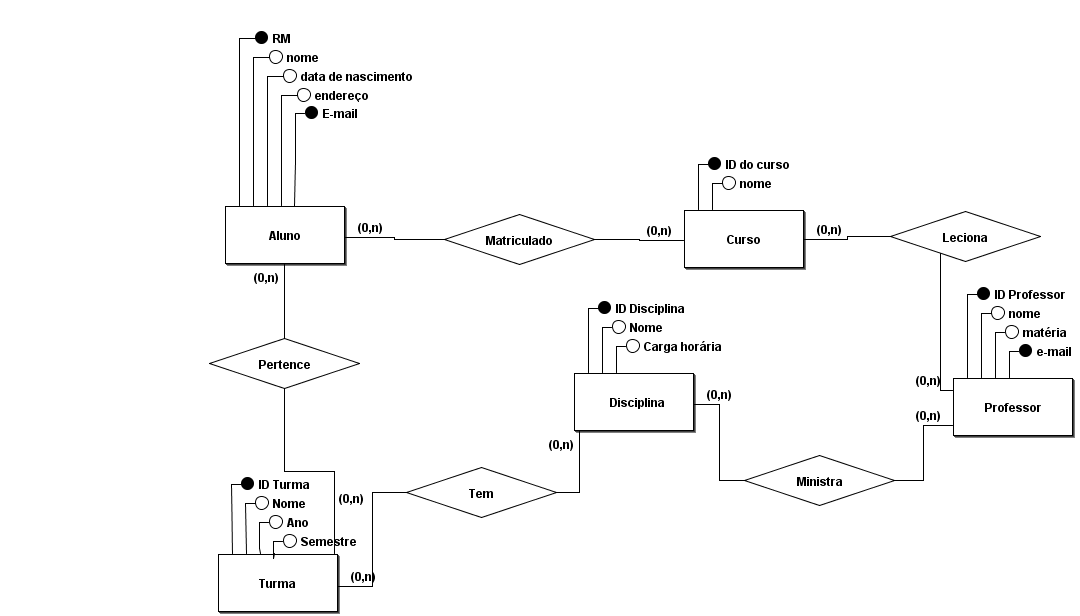 RM
nome
data de nascimento
endereço
E-mail
Aluno
(0,n)
Matriculado
(0,n)
ID do curso
nome
Curso
(0,n)
Leciona
(0,n)
Pertence
ID Disciplina
Nome
Carga horária
Disciplina
(0,n)
ID Professor
nome
matéria
e-mail
(0,n)
Professor
(0,n)
(0,n)
Ministra
Tem
(0,n)
ID Turma
Nome
Ano
Semestre
Turma
(0,n)